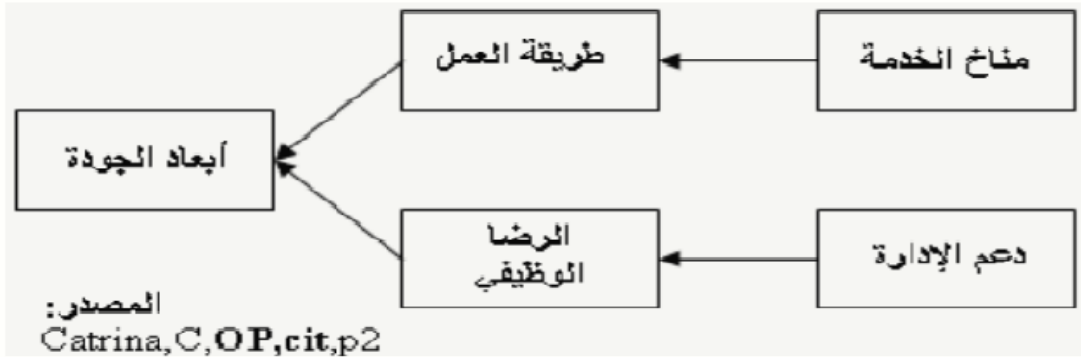 مناخ الخدمة
طريقة العمل
أبعاد الجودة
دعم الإدارة
الرضا
الوظيفي
المصدر:
Catrina,C,OP,cit,p2